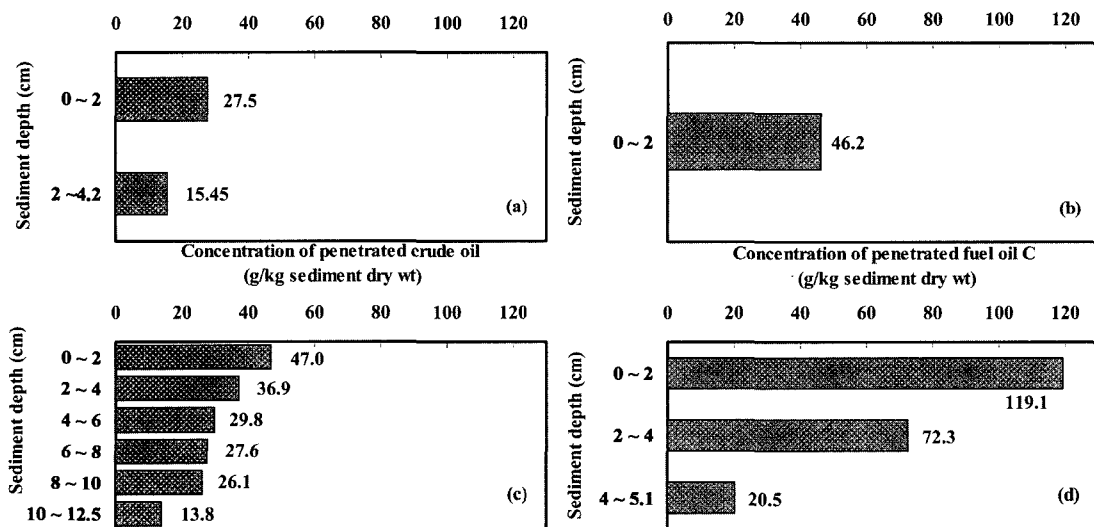 0 20 40 60 80 100 120
Sediment depth (cm)
0 ~ 2
27.5
2 ~4.2
15.45
(a)
Concentration of penetrated crude oil
(g/kg sediment dry wt)
0 20 40 60 80 100 120
Sediment depth (cm)
0 ~ 2
46.2
(b)
Concentration of penetrated fuel oil C
(g/kg sediment dry wt)
0 20 40 60 80 100 120
Sediment depth (cm)
0 ~ 2
47.0
2 ~ 4
36.9
4 ~ 6
29.8
6 ~ 8
27.6
8 ~ 10
26.1
10 ~ 12.5
13.8
(c)
0 20 40 60 80 100 120
Sediment depth (cm)
0 ~ 2
119.1
2 ~ 4
72.3
4 ~ 5.1
20.5
(d)